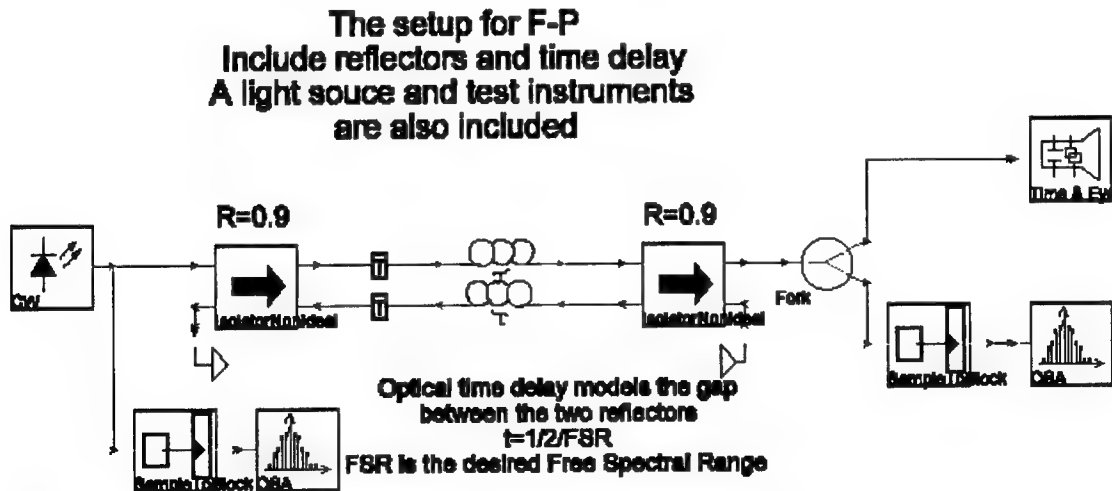 The setup for F-P
Include reflectors and time delay
A light souce and test instruments
are also included
Time & Eye
R=0.9
R=0.9
T
T
τ
τ
CW
IsolatorNonIdeal
IsolatorNonIdeal
Fork
SampleToBlock
OSA
Optical time delay models the gap
between the two reflectors
t=1/2/FSR
FSR is the desired Free Spectral Range
SampleToBlock
OSA